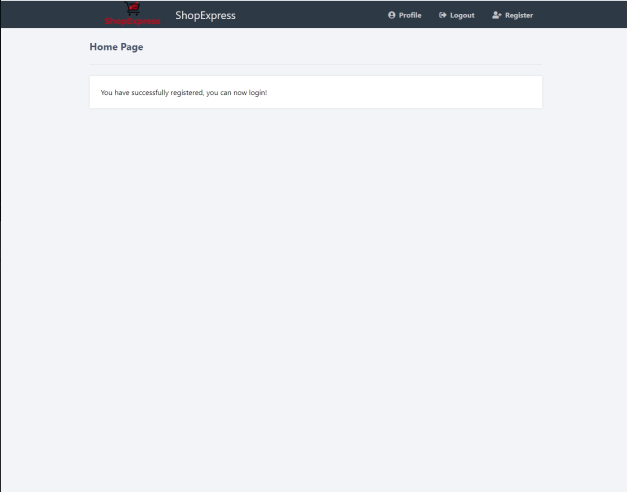 ShopExpress
ShopExpress
Profile
Logout
Register
Home Page
You have successfully registered, you can now login!